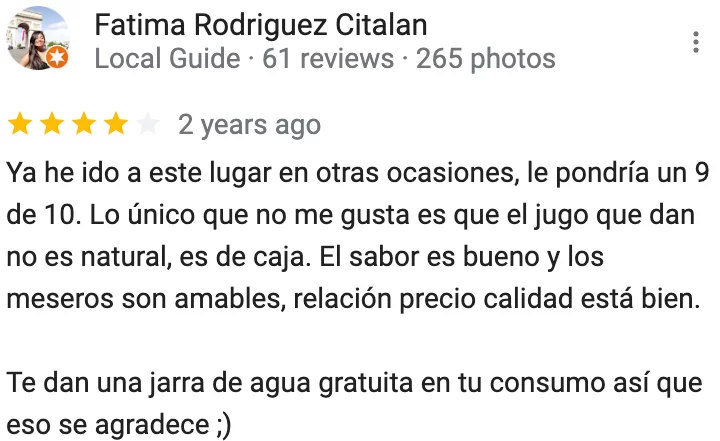 Fatima Rodriguez Citalan
Local Guide · 61 reviews · 265 photos
2 years ago
Ya he ido a este lugar en otras ocasiones, le pondría un 9
de 10. Lo único que no me gusta es que el jugo que dan
no es natural, es de caja. El sabor es bueno y los
meseros son amables, relación precio calidad está bien.
Te dan una jarra de agua gratuita en tu consumo así que
eso se agradece ;)